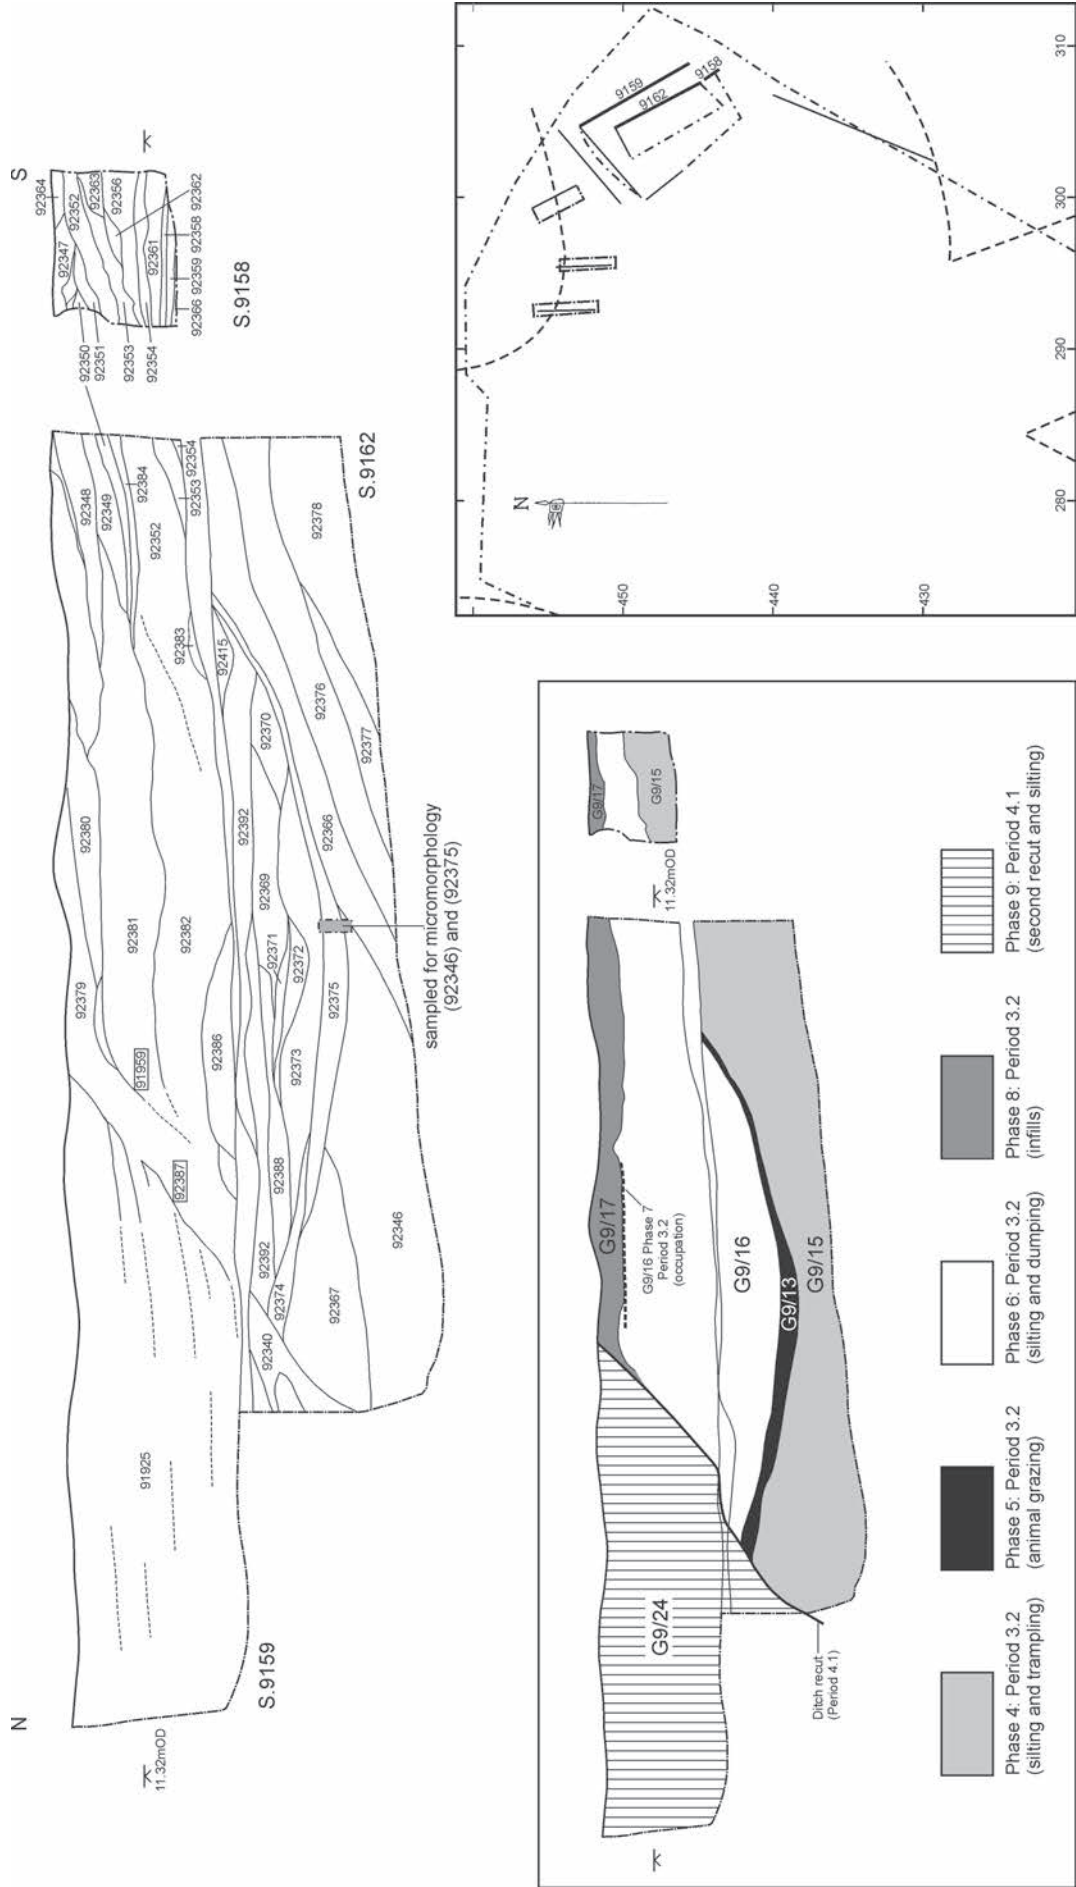 N
S
92364
92347
92352
92363
92356
92362
92350
92351
92353
92354
92361
92358
92359
92366
S.9158
92348
92349
92384
92352
92353
92354
92383
92415
92378
92376
92377
S.9162
92379
92380
92381
92382
91959
92387
92386
92392
92370
92369
92371
92372
92366
92375
92373
92388
92392
92374
92340
92367
92346
91925
S.9159
11.32mOD
sampled for micromorphology
(92346) and (92375)
N
9159
9162
9158
450
440
430
280
290
300
310
G9/17
G9/15
11.32mOD
G9/17
G9/16 Phase 7
Period 3.2
(occupation)
G9/16
G9/13
G9/15
G9/24
Ditch recut
(Period 4.1)
Phase 4: Period 3.2
(silting and trampling)
Phase 5: Period 3.2
(animal grazing)
Phase 6: Period 3.2
(silting and dumping)
Phase 8: Period 3.2
(infills)
Phase 9: Period 4.1
(second recut and silting)